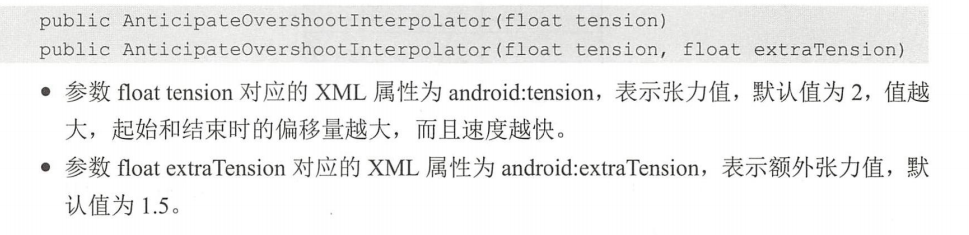 public AnticipateOvershootInterpolator(float tension)
public AnticipateOvershootInterpolator(float tension, float extraTension)
• 参数 float tension 对应的 XML 属性为 android:tension，表示张力值，默认值为 2，值越
大，起始和结束时的偏移量越大，而且速度越快。
• 参数 float extraTension 对应的 XML 属性为 android:extraTension，表示额外张力值，默
认值为 1.5。